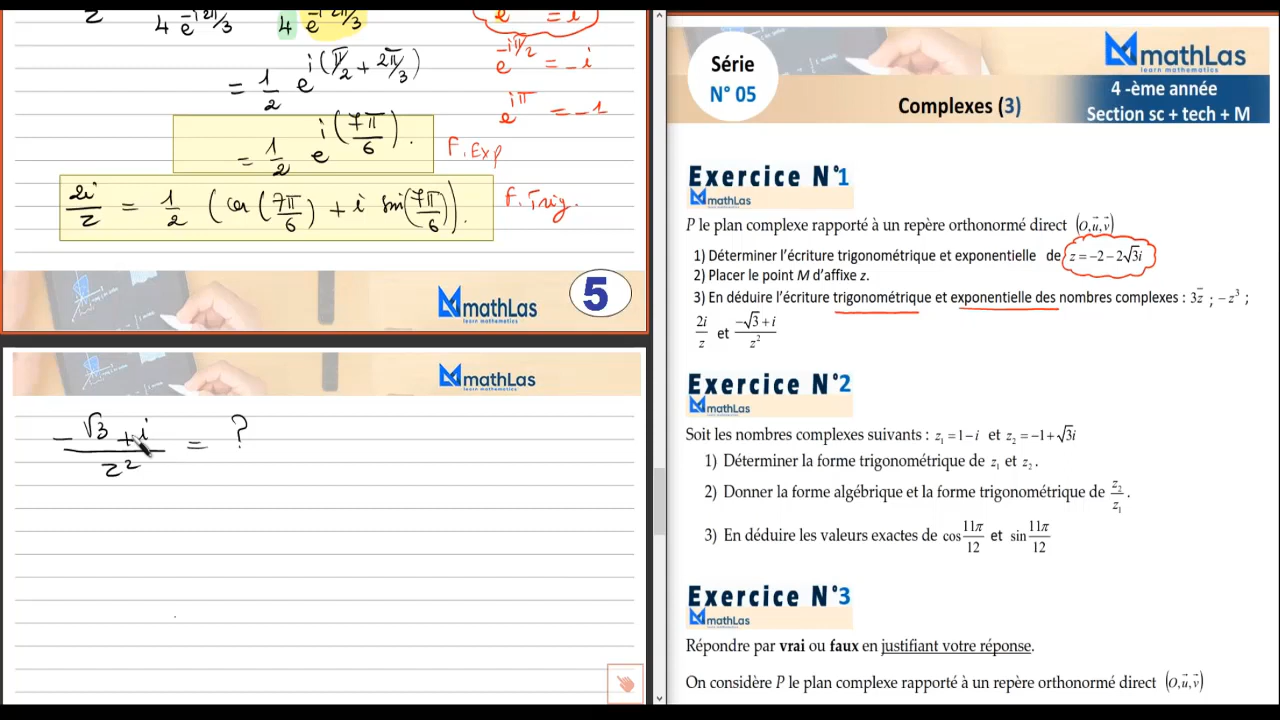 z 4 e^{-i2π/3} 4 e^{-i2π/3} e = i
= 1/2 e^{i(π/2 + 2π/3)} e^{-iπ/2} = -i
e^{iπ} = -1
= 1/2 e^{i(7π/6)}. F.Exp
2i/z = 1/2 (cos(7π/6) + i sin(7π/6)). F.Trig.
mathLas
learn mathematics
5
mathLas
learn mathematics
-√3 + i / z² = ?
Série
N° 05
Complexes (3)
mathLas
learn mathematics
4 -ème année
Section sc + tech + M
Exercice N°1
mathLas
P le plan complexe rapporté à un repère orthonormé direct (O,u,v)
1) Déterminer l'écriture trigonométrique et exponentielle de z = -2 - 2√3i
2) Placer le point M d'affixe z.
3) En déduire l'écriture trigonométrique et exponentielle des nombres complexes : 3z̅ ; -z³ ;
2i/z et -√3+i/z²
Exercice N°2
mathLas
Soit les nombres complexes suivants : z₁ = 1 - i et z₂ = -1 + √3i
1) Déterminer la forme trigonométrique de z₁ et z₂.
2) Donner la forme algébrique et la forme trigonométrique de z₂/z₁.
3) En déduire les valeurs exactes de cos 11π/12 et sin 11π/12
Exercice N°3
mathLas
Répondre par vrai ou faux en justifiant votre réponse.
On considère P le plan complexe rapporté à un repère orthonormé direct (O,u,v)